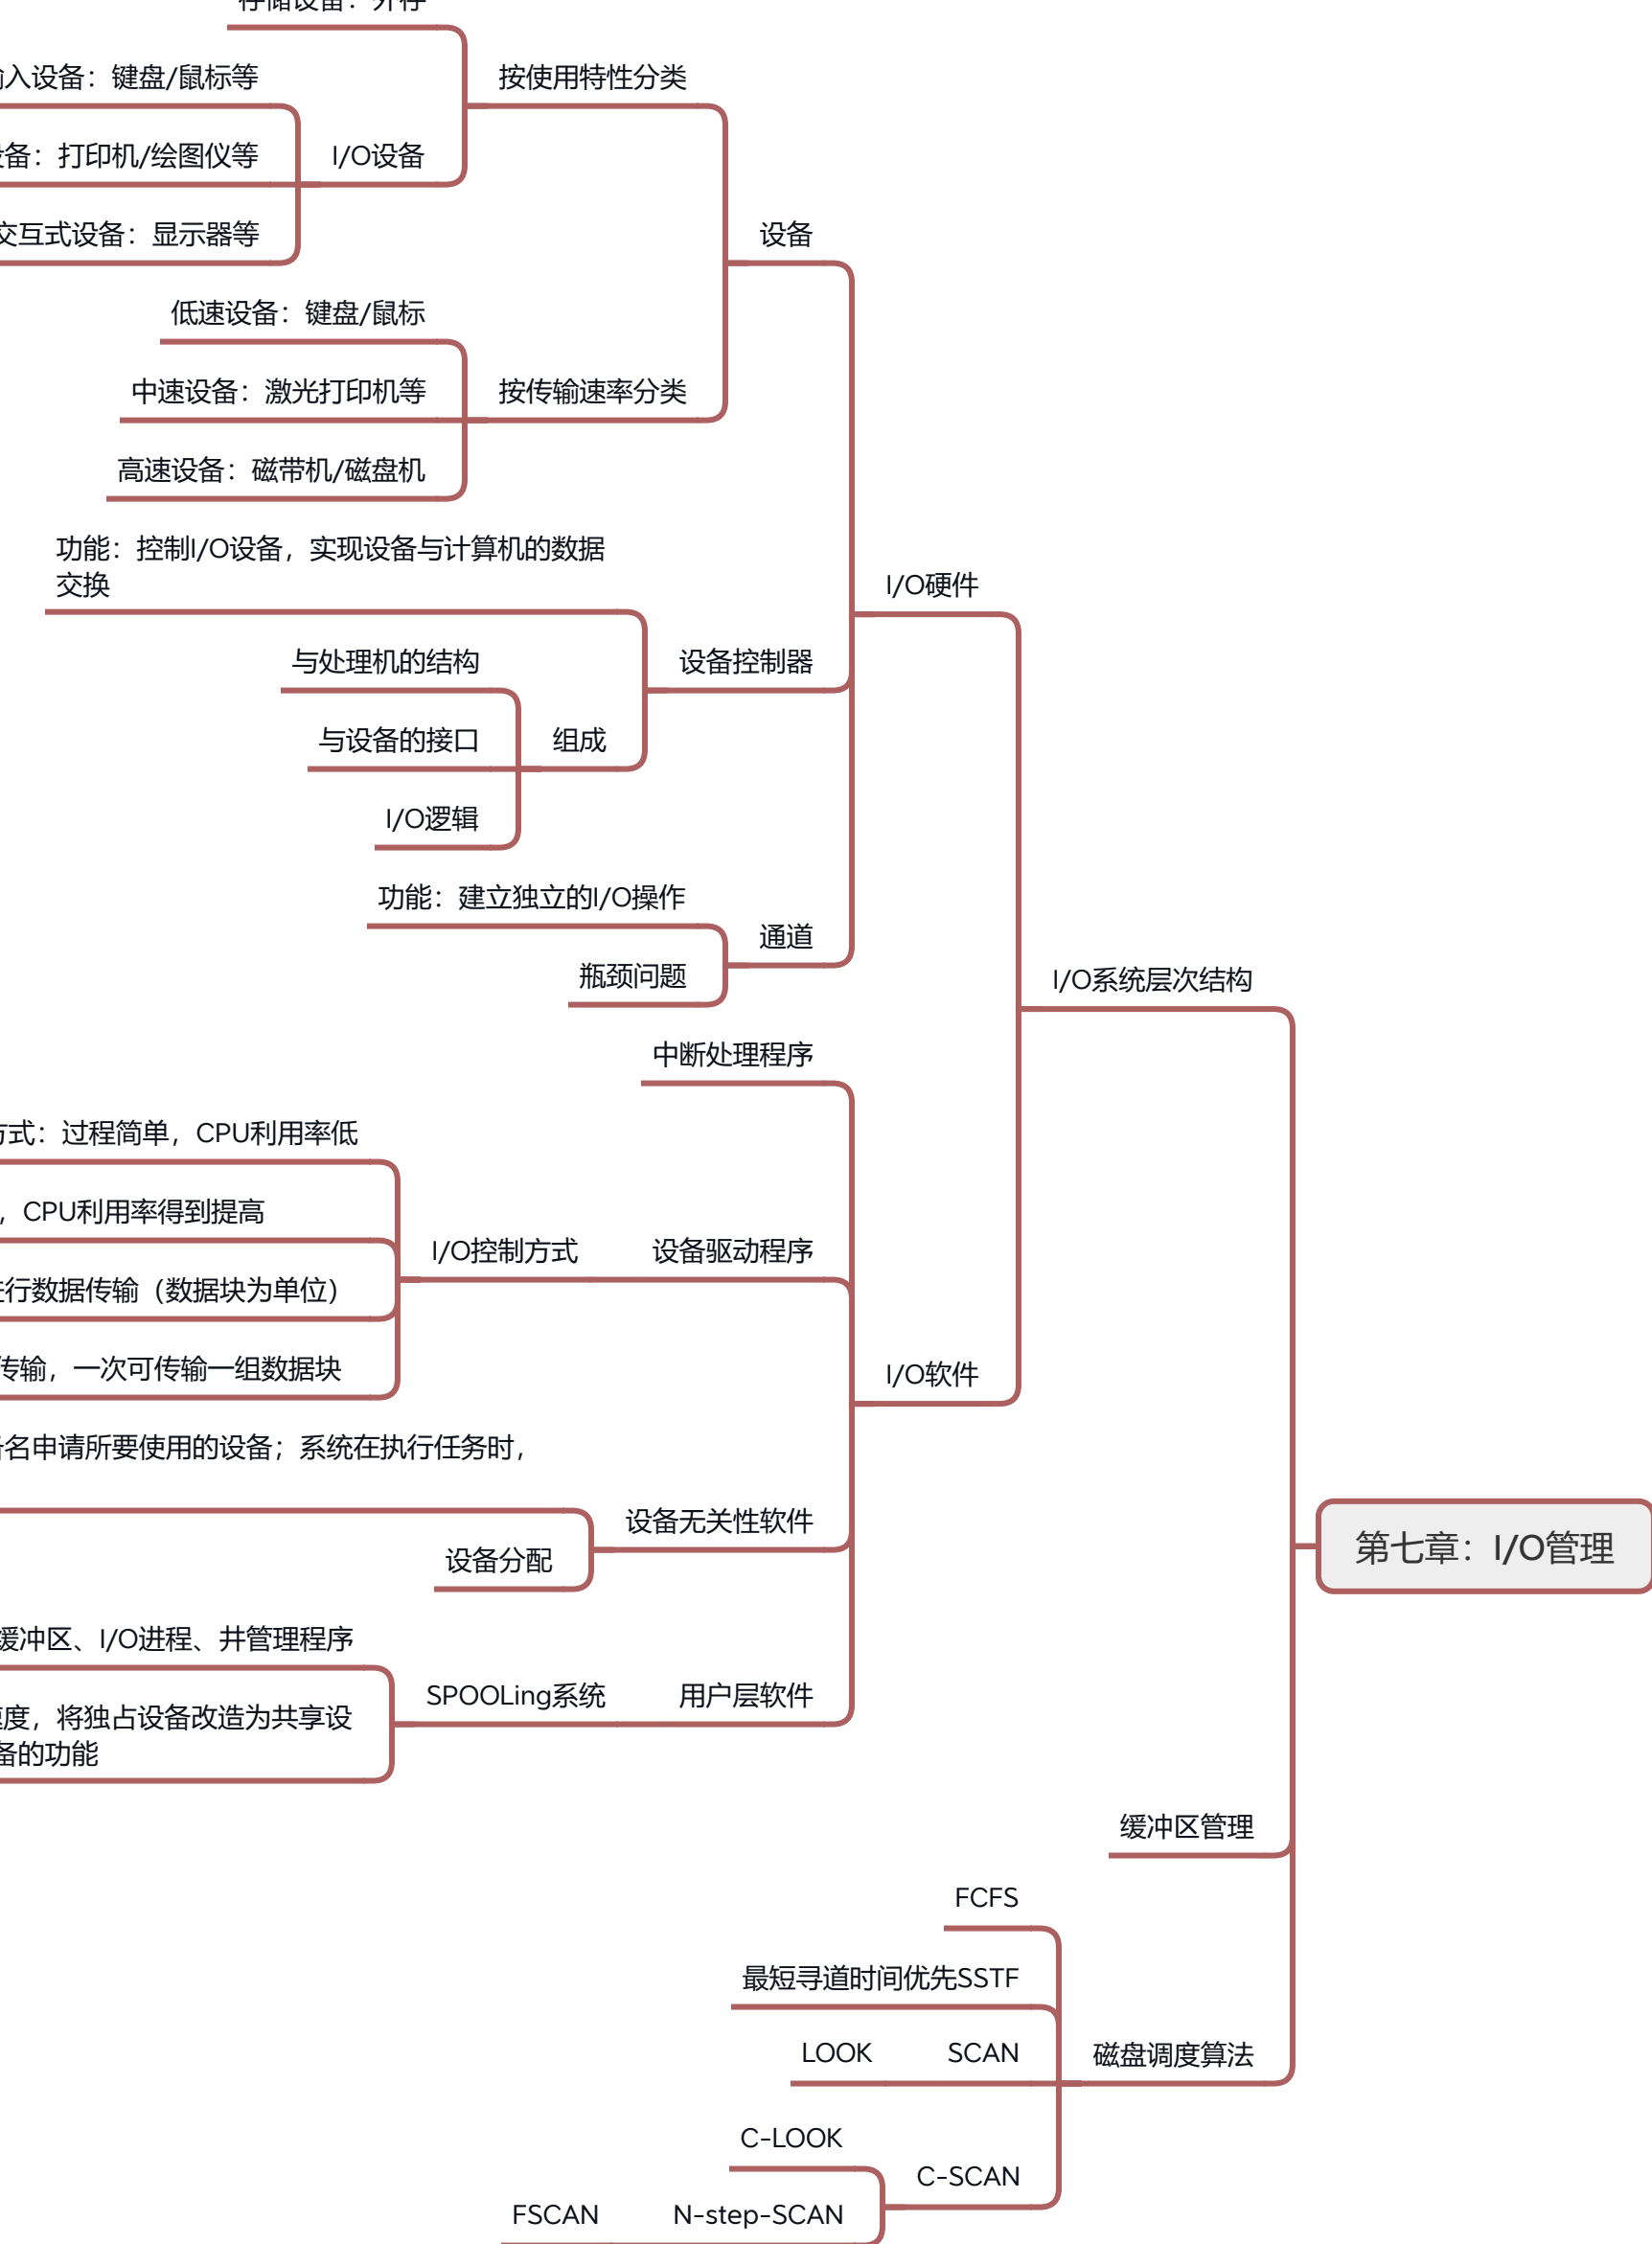 存储设备：外存
输入设备：键盘/鼠标等
按使用特性分类
设备：打印机/绘图仪等
I/O设备
交互式设备：显示器等
设备
低速设备：键盘/鼠标
中速设备：激光打印机等
按传输速率分类
高速设备：磁带机/磁盘机
功能：控制I/O设备，实现设备与计算机的数据
交换
I/O硬件
与处理机的结构
设备控制器
与设备的接口
组成
I/O逻辑
功能：建立独立的I/O操作
通道
瓶颈问题
I/O系统层次结构
中断处理程序
方式：过程简单，CPU利用率低
，CPU利用率得到提高
I/O控制方式
设备驱动程序
进行数据传输（数据块为单位）
传输，一次可传输一组数据块
I/O软件
名申请所要使用的设备；系统在执行任务时，
设备无关性软件
设备分配
第七章：I/O管理
缓冲区、I/O进程、井管理程序
SPOOLing系统
用户层软件
速度，将独占设备改造为共享设
备的功能
缓冲区管理
FCFS
最短寻道时间优先SSTF
LOOK
SCAN
磁盘调度算法
C-LOOK
C-SCAN
FSCAN
N-step-SCAN